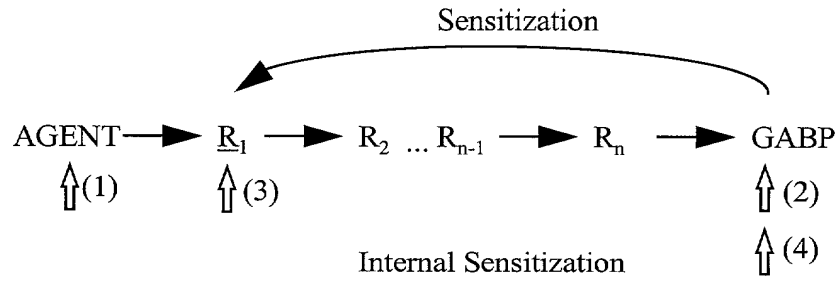 Sensitization
AGENT R1 R2 ... Rn-1 Rn GABP
(1) (3) (2)
(4)
Internal Sensitization